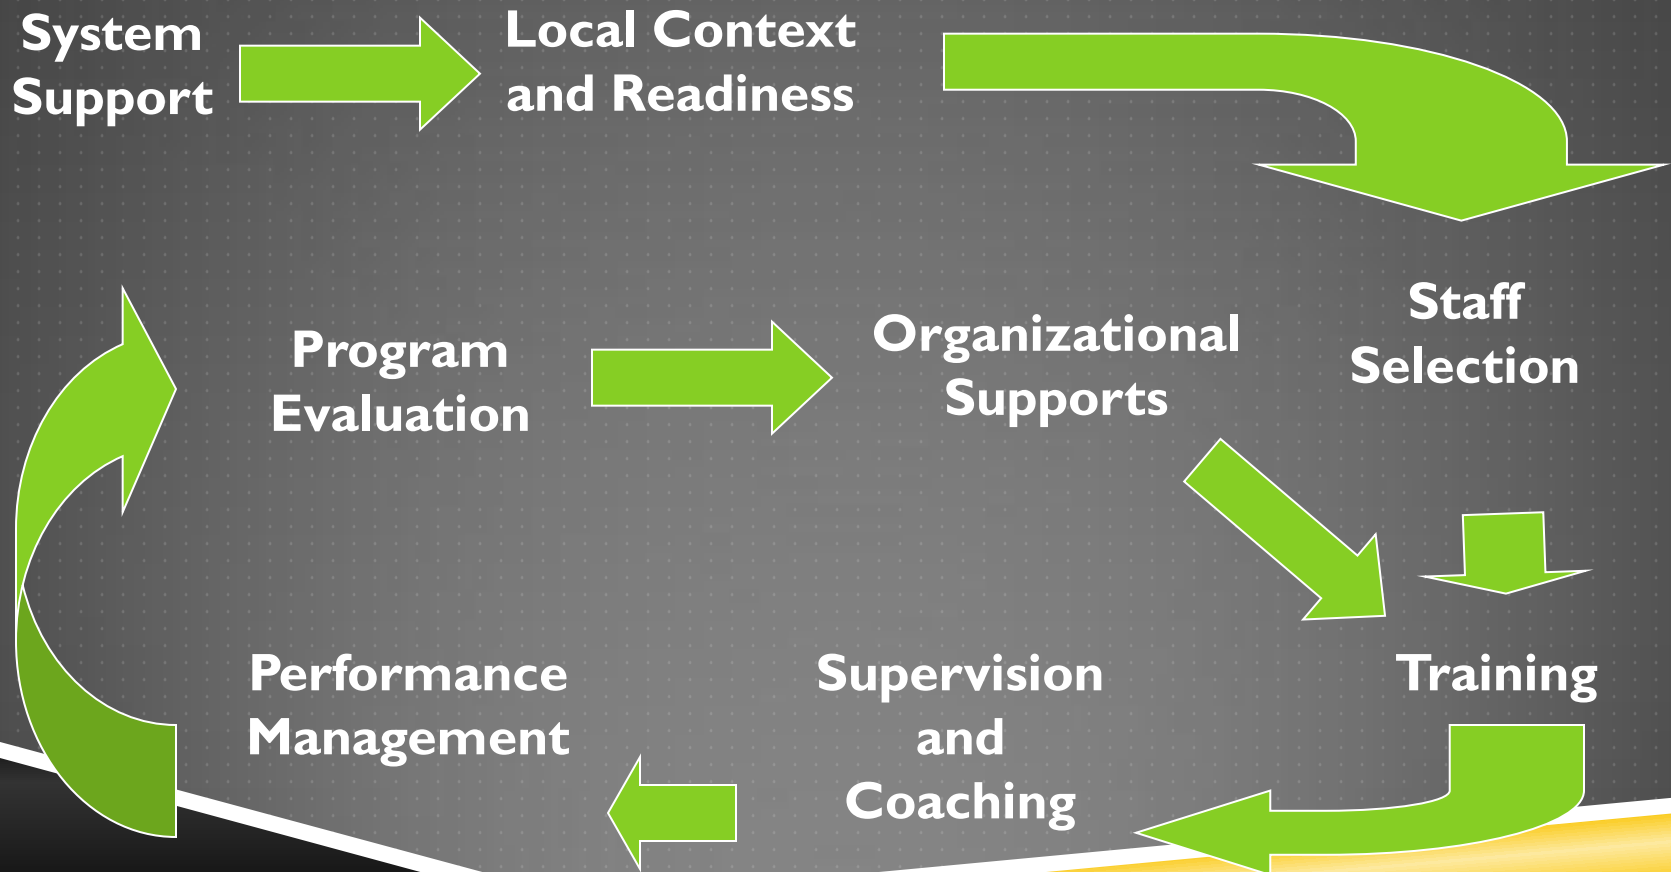 System
Support
Local Context
and Readiness
Staff
Selection
Program
Evaluation
Organizational
Supports
Performance
Management
Supervision
and
Coaching
Training